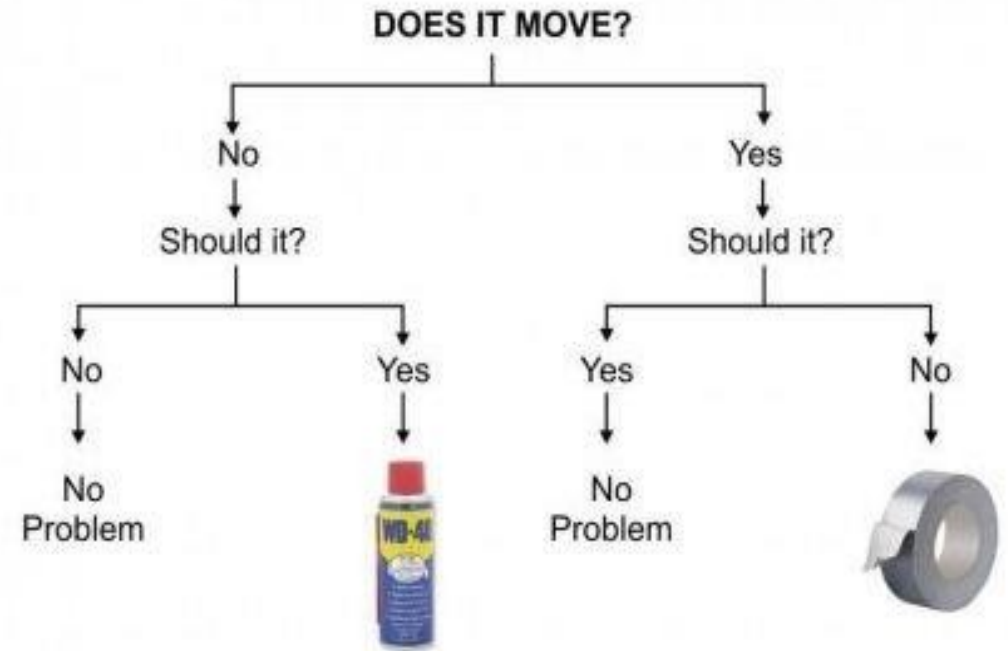 DOES IT MOVE?
No
Yes
Should it?
Should it?
No
Yes
Yes
No
No
Problem
WD-40
No
Problem